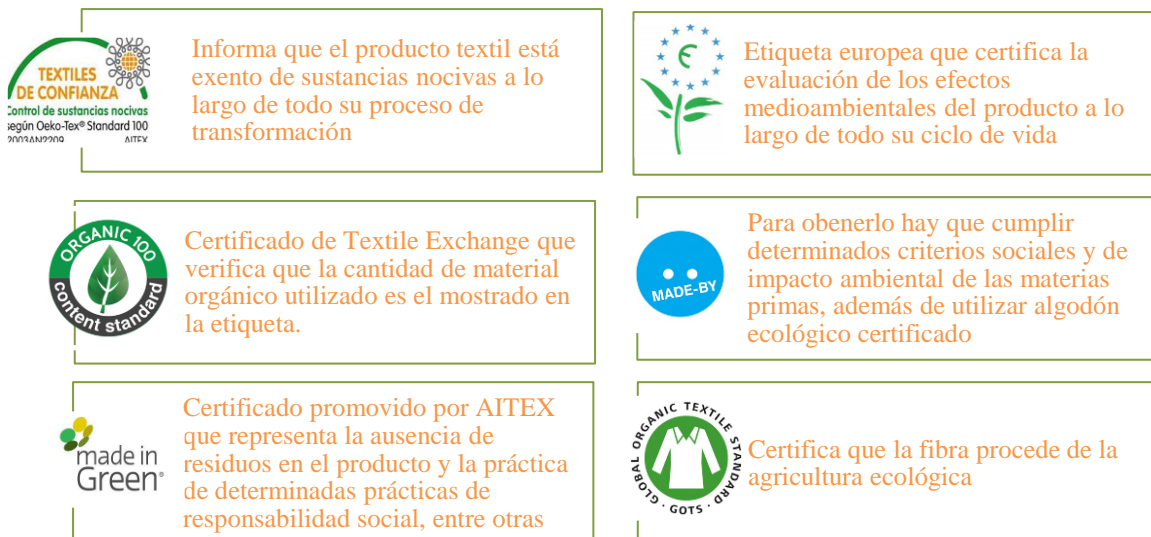 TEXTILES
DE CONFIANZA
Control de sustancias nocivas
según Oeko-Tex® Standard 100
2003AN2209 AITEX
Informa que el producto textil está
exento de sustancias nocivas a lo
largo de todo su proceso de
transformación
Etiqueta europea que certifica la
evaluación de los efectos
medioambientales del producto a lo
largo de todo su ciclo de vida
ORGANIC 100
content standard
Certificado de Textile Exchange que
verifica que la cantidad de material
orgánico utilizado es el mostrado en
la etiqueta.
MADE-BY
Para obenerlo hay que cumplir
determinados criterios sociales y de
impacto ambiental de las materias
primas, además de utilizar algodón
ecológico certificado
made in
Green®
Certificado promovido por AITEX
que representa la ausencia de
residuos en el producto y la práctica
de determinadas prácticas de
responsabilidad social, entre otras
GLOBAL ORGANIC TEXTILE STANDARD
· GOTS ·
Certifica que la fibra procede de la
agricultura ecológica